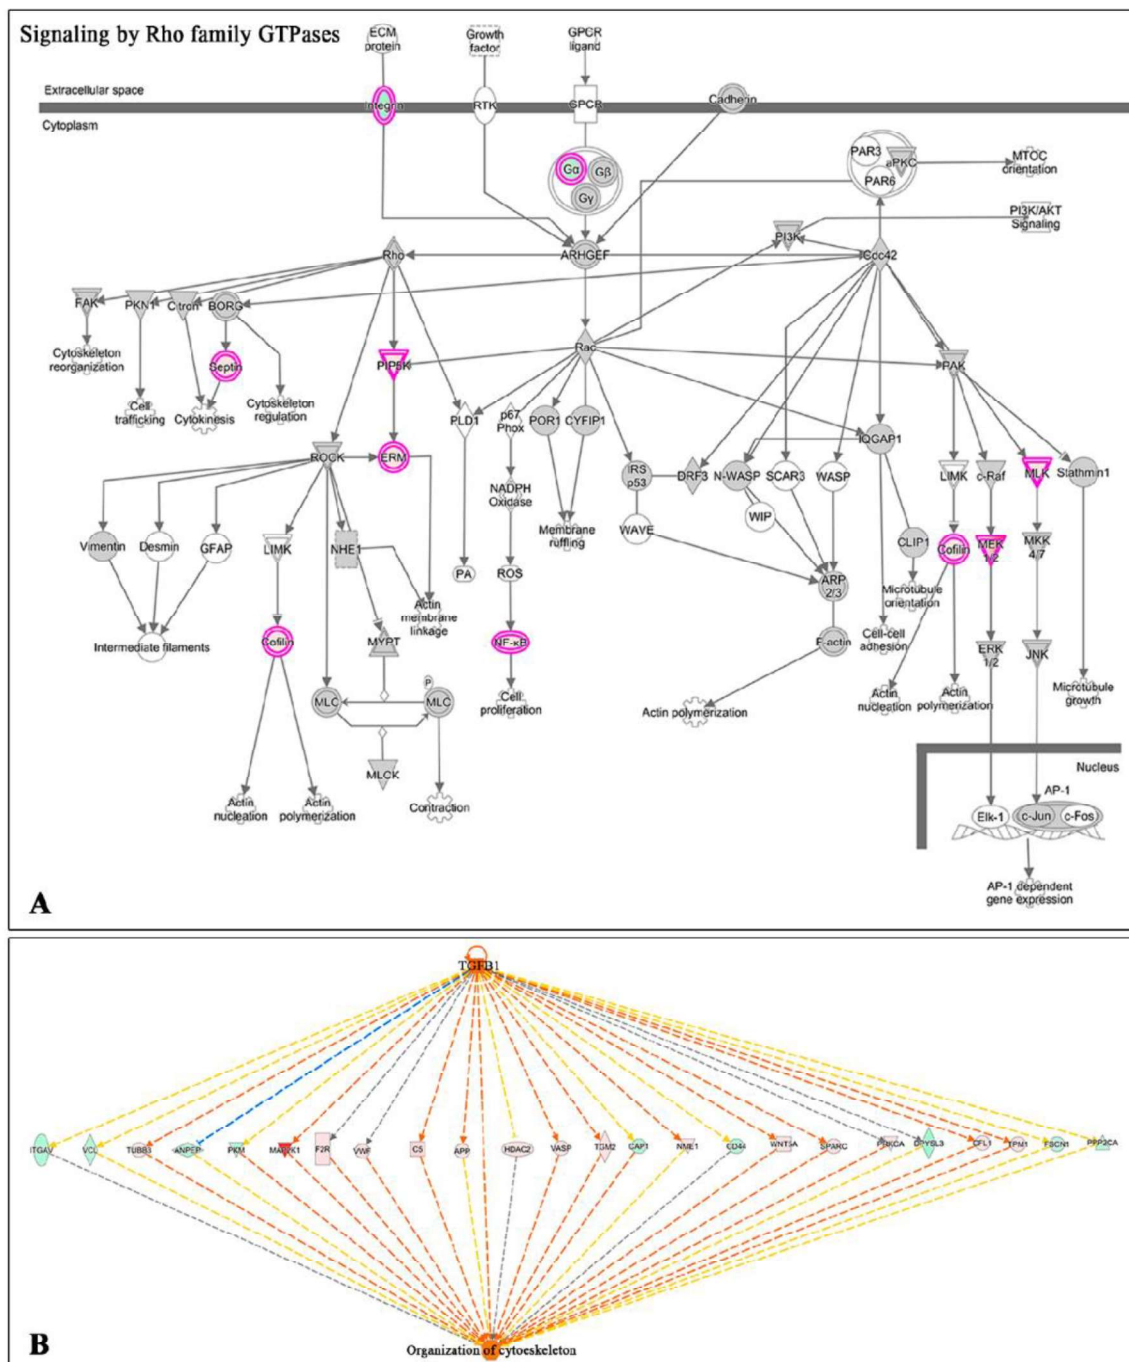 Signaling by Rho family GTPases
ECM
protein
Growth
factor
GPCR
ligand
Extracellular space
Cytoplasm
Integrin
RTK
GPCR
Cadherin
Gα
Gβ
Gγ
PAR3
aPKC
PAR6
MTOC
orientation
PI3K/AKT
Signaling
PI3K
Rho
ARHGEF
Cdc42
FAK
PKN1
Citron
BORG
Rac
Cytoskeleton
reorganization
Septin
PIP5K
PAK
Cell
trafficking
Cytokinesis
Cytoskeleton
regulation
PLD1
p67
Phox
POR1
CYFIP1
IQGAP1
ROCK
ERM
NADPH
Oxidase
IRS
p53
DRF3
N-WASP
SCAR3
WASP
LIMK
c-Raf
MLK
Stathmin1
Vimentin
Desmin
GFAP
LIMK
NHE1
Membrane
ruffling
WAVE
WIP
CLIP1
Cofilin
MEK
1/2
MKK
4/7
PA
ROS
ARP
2/3
Microtubule
orientation
Actin
membrane
linkage
Intermediate filaments
Cofilin
MYPT
NF-κB
F-actin
Cell-cell
adhesion
ERK
1/2
JNK
Cell
proliferation
Actin
nucleation
Actin
polymerization
Microtubule
growth
MLC
P
MLC
Actin polymerization
MLCK
Nucleus
AP-1
Actin
nucleation
Actin
polymerization
Contraction
Elk-1
c-Jun
c-Fos
AP-1 dependent
gene expression
A
TGFB1
ITGAV
VCL
TUBB3
ANPEP
PKM
MAP2K1
F2R
VWF
C5
APP
HDAC2
VASP
TGM2
CAP1
NME1
CD44
WNT5A
SPARC
PRKCA
DPYSL3
CFL1
TPM1
FSCN1
PPP2CA
Organization of cytoeskeleton
B